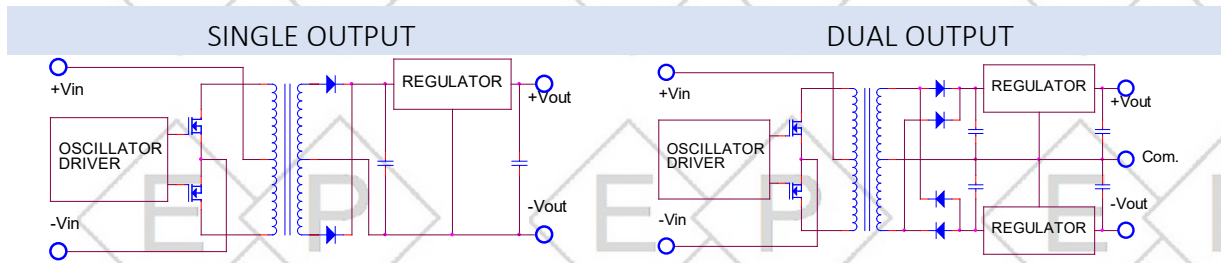 SINGLE OUTPUT
+Vin
OSCILLATOR
DRIVER
-Vin
REGULATOR
+Vout
-Vout
DUAL OUTPUT
+Vin
OSCILLATOR
DRIVER
-Vin
REGULATOR
+Vout
Com.
-Vout
REGULATOR
E P
E P